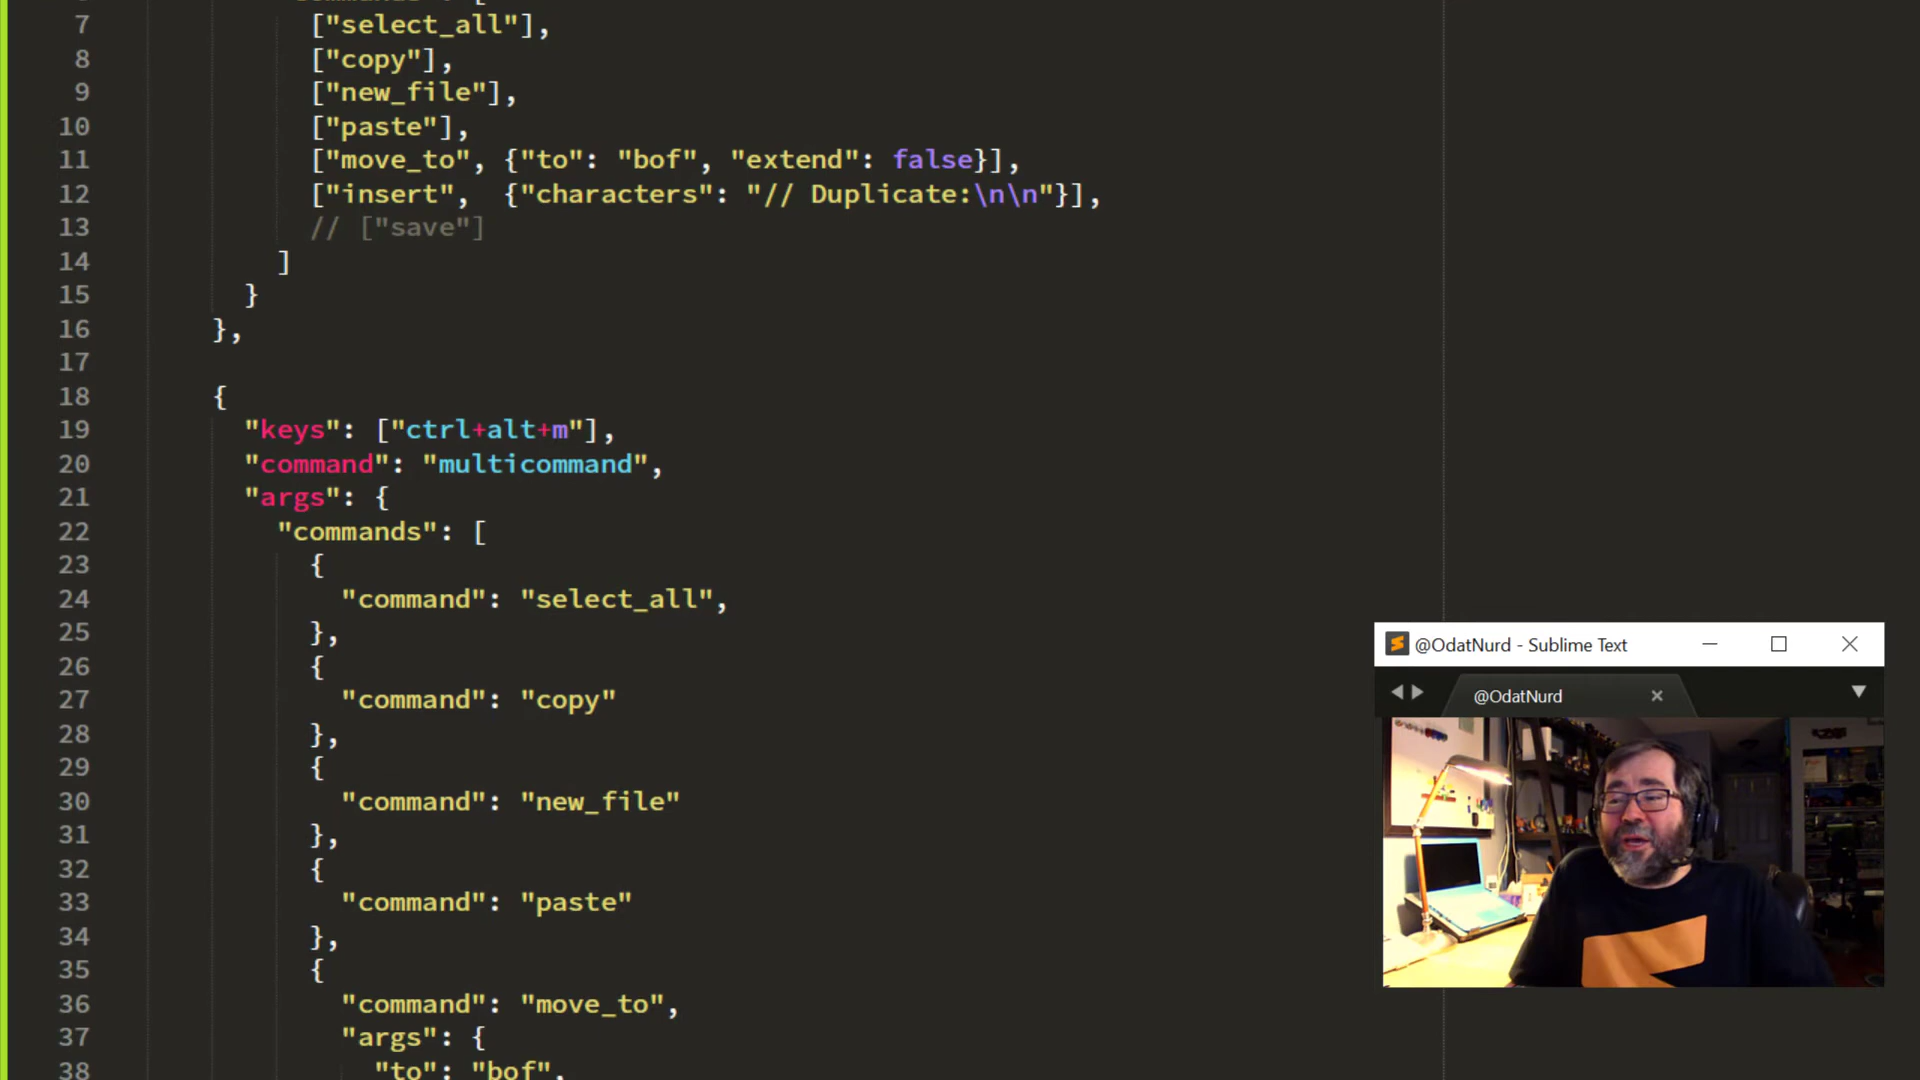 7 ["select_all"],
8 ["copy"],
9 ["new_file"],
10 ["paste"],
11 ["move_to", {"to": "bof", "extend": false}],
12 ["insert",  {"characters": "// Duplicate:\n\n"}],
13 // ["save"]
14 ]
15 }
16 },
17
18 {
19 "keys": ["ctrl+alt+m"],
20 "command": "multicommand",
21 "args": {
22 "commands": [
23 {
24 "command": "select_all",
25 },
26 {
27 "command": "copy"
28 },
29 {
30 "command": "new_file"
31 },
32 {
33 "command": "paste"
34 },
35 {
36 "command": "move_to",
37 "args": {
38 "to": "bof",
@OdatNurd - Sublime Text
@OdatNurd